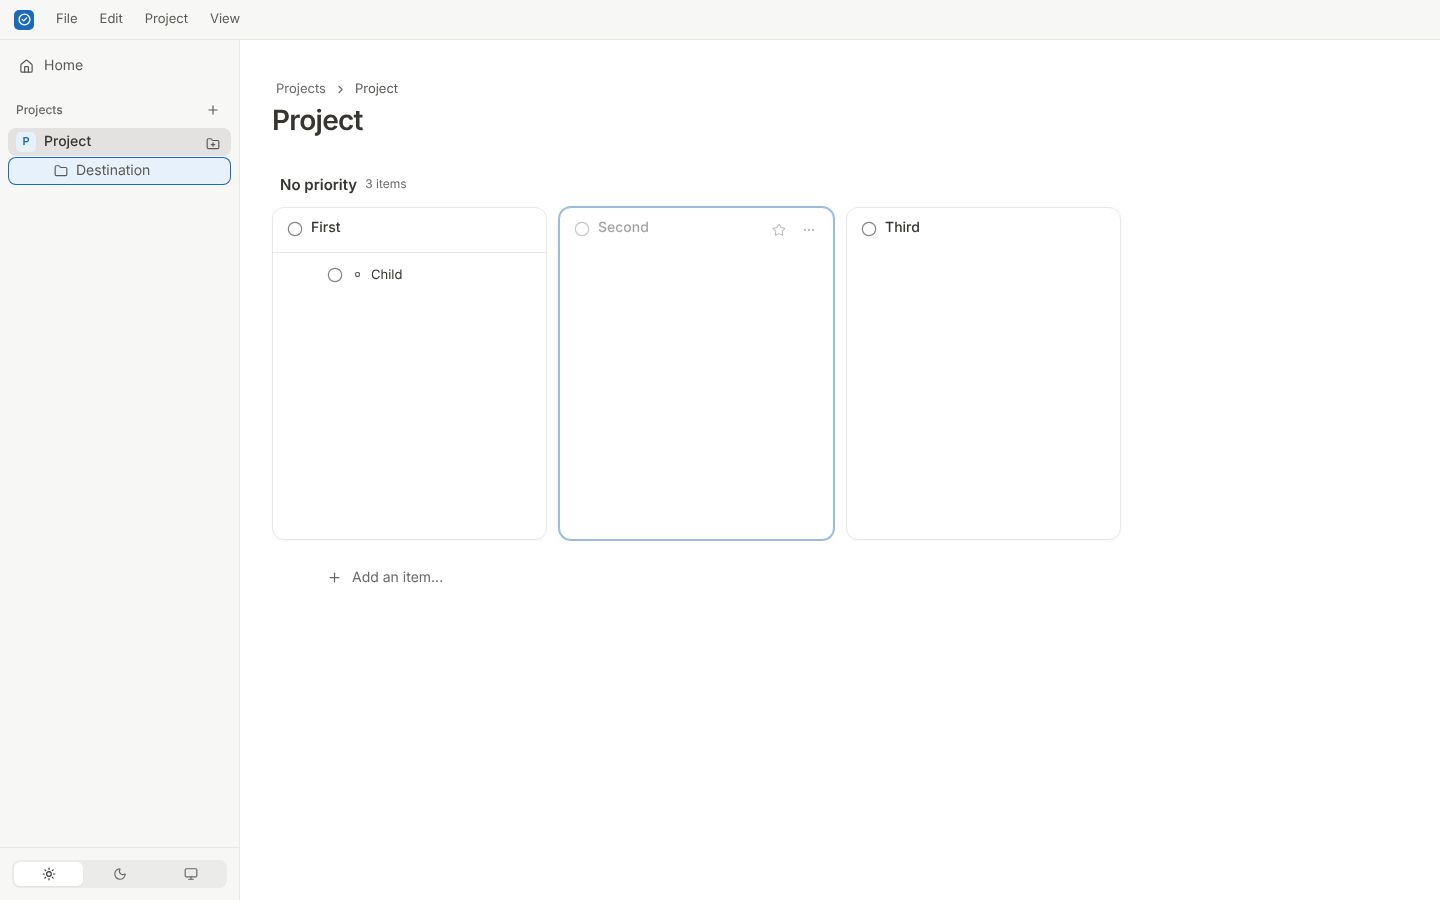 File Edit Project View
Home
Projects
P Project
Destination
Projects > Project
Project
No priority 3 items
First
Child
Second
Third
Add an item...